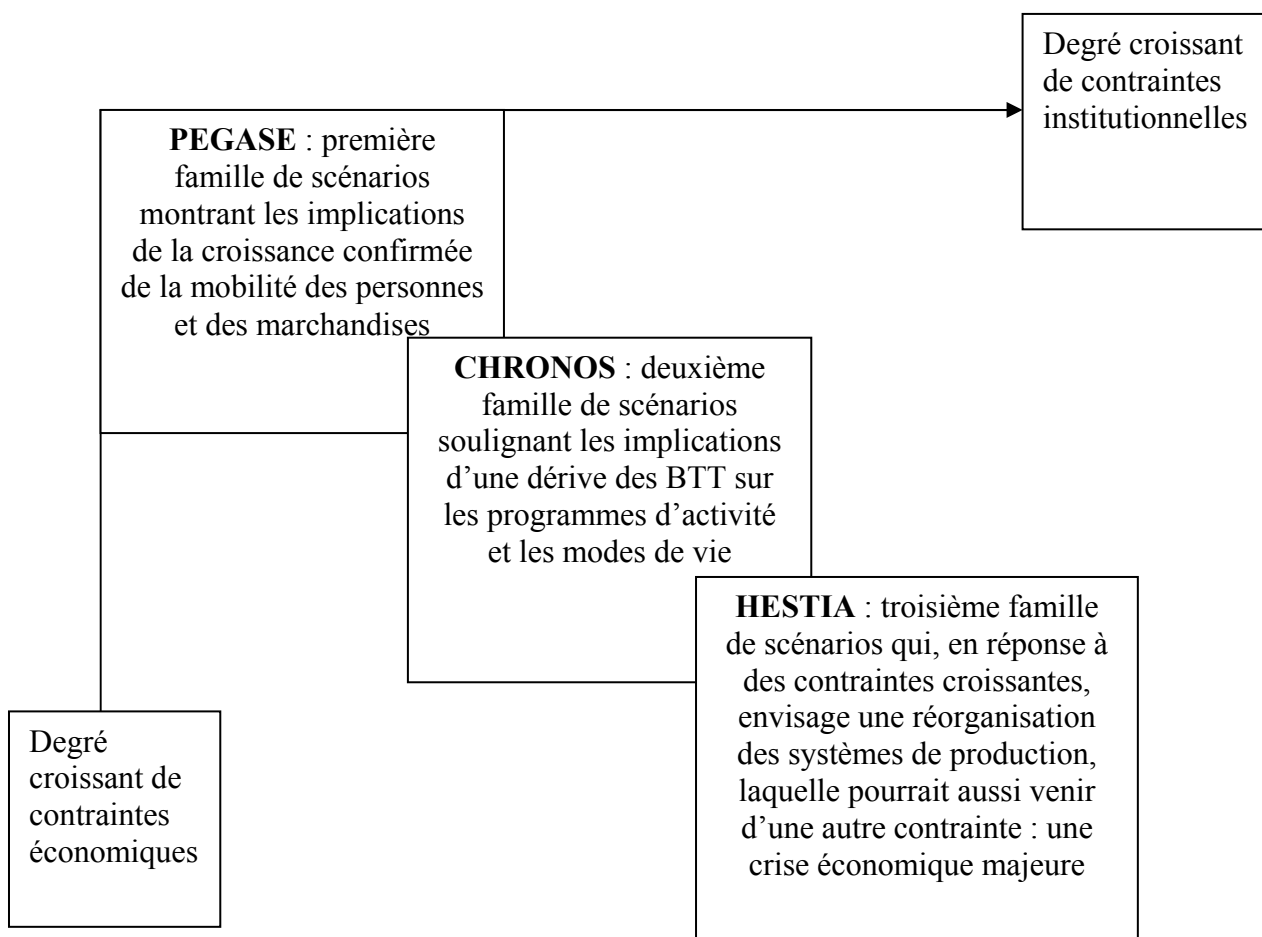 Degré croissant
de contraintes
institutionnelles
PEGASE : première
famille de scénarios
montrant les implications
de la croissance confirmée
de la mobilité des personnes
et des marchandises
CHRONOS : deuxième
famille de scénarios
soulignant les implications
d’une dérive des BTT sur
les programmes d’activité
et les modes de vie
HESTIA : troisième famille
de scénarios qui, en réponse à
des contraintes croissantes,
envisage une réorganisation
des systèmes de production,
laquelle pourrait aussi venir
d’une autre contrainte : une
crise économique majeure
Degré
croissant de
contraintes
économiques